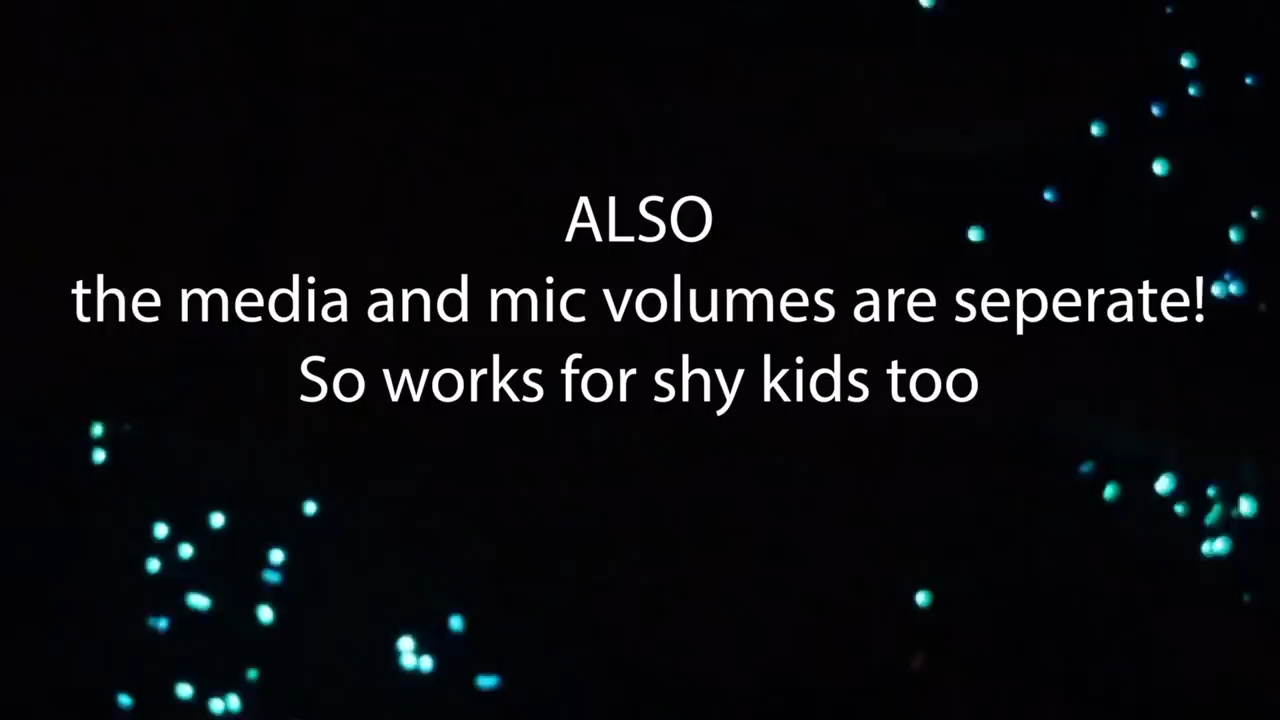 ALSO
the media and mic volumes are seperate!
So works for shy kids too